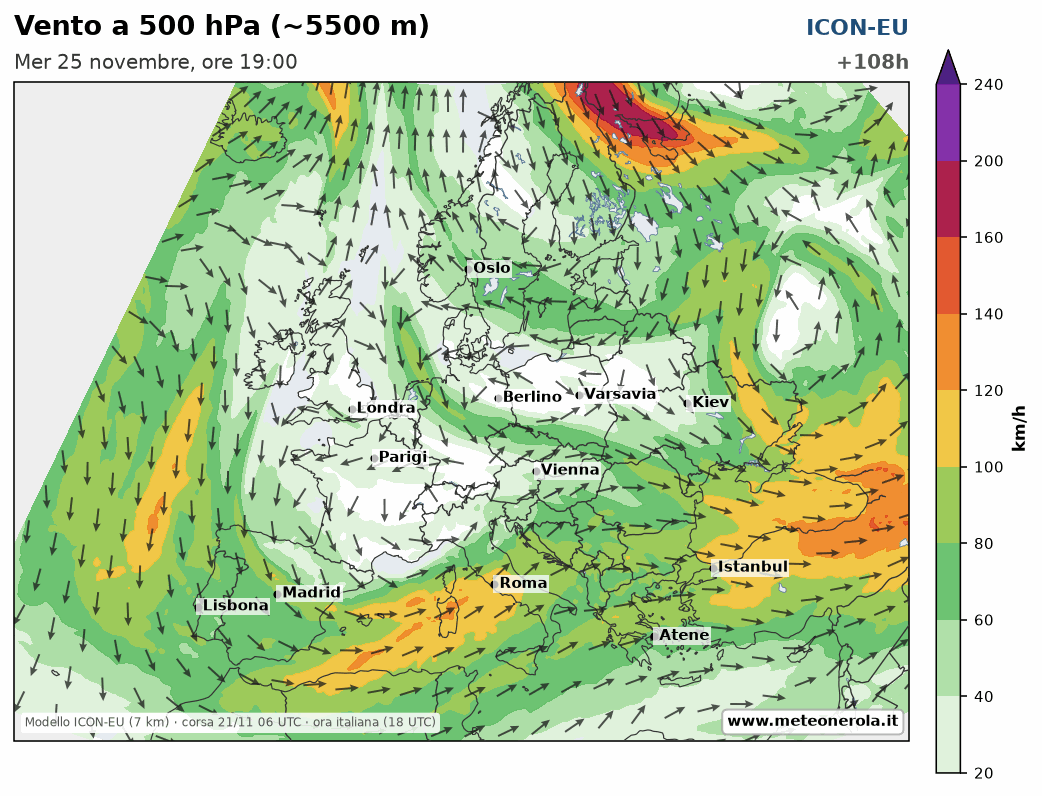 Vento a 500 hPa (~5500 m)
ICON-EU
Mer 25 novembre, ore 19:00
+108h
240
200
160
140
120
100
80
60
40
20
km/h
Oslo
Berlino
Varsavia
Kiev
Londra
Parigi
Vienna
Istanbul
Roma
Madrid
Lisbona
Atene
Modello ICON-EU (7 km) · corsa 21/11 06 UTC · ora italiana (18 UTC)
www.meteonerola.it